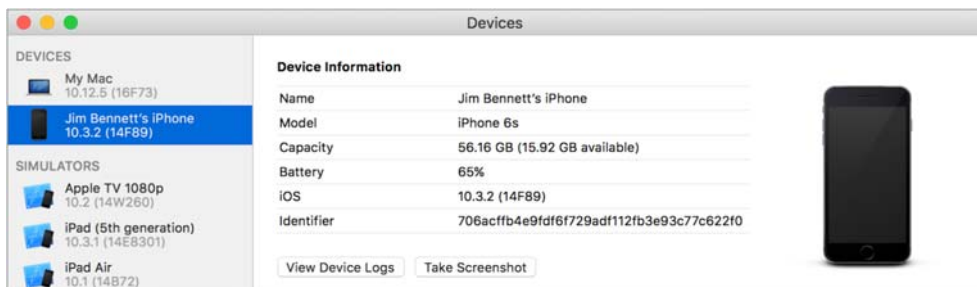 Devices
DEVICES
My Mac
10.12.5 (16F73)
Jim Bennett's iPhone
10.3.2 (14F89)
SIMULATORS
Apple TV 1080p
10.2 (14W260)
iPad (5th generation)
10.3.1 (14E8301)
iPad Air
10.1 (14B72)
Device Information
Name Jim Bennett's iPhone
Model iPhone 6s
Capacity 56.16 GB (15.92 GB available)
Battery 65%
iOS 10.3.2 (14F89)
Identifier 706acffb4e9fdf6f729adf112fb3e93c77c622f0
View Device Logs Take Screenshot